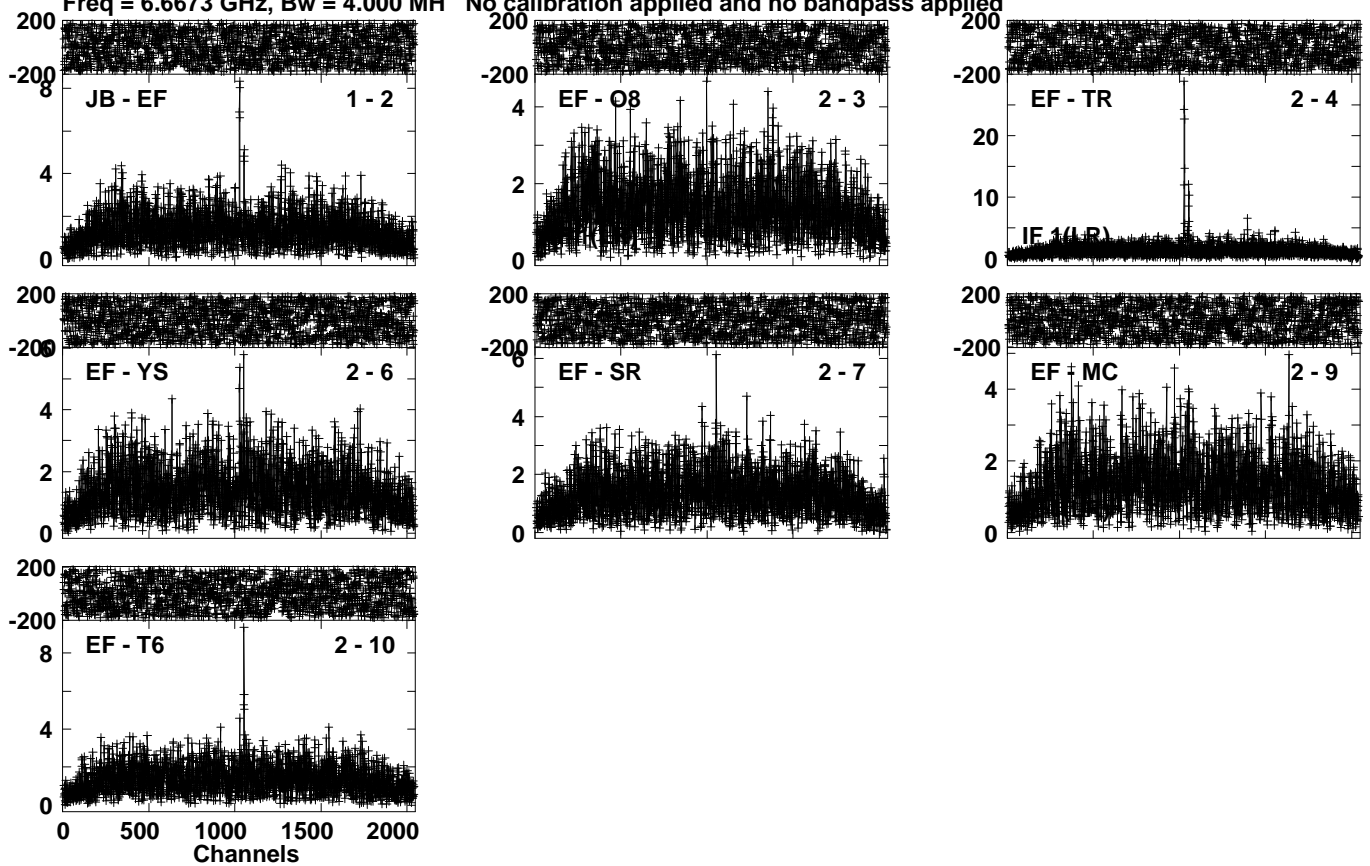 Freq = 6.6673 GHz, Bw = 4.000 MH No calibration applied and no bandpass applied
200 200 200
-200 -200 -200
8 JB - EF 1 - 2 EF - O8 2 - 3 EF - TR 2 - 4
4 4 20
2 10
IF 1(LR)
0 0 0
200 200 200
-200 -200 -200
6 EF - YS 2 - 6 6 EF - SR 2 - 7 EF - MC 2 - 9
4 4 4
2 2 2
0 0 0
200
-200
EF - T6 2 - 10
8
4
0
0 500 1000 1500 2000
Channels